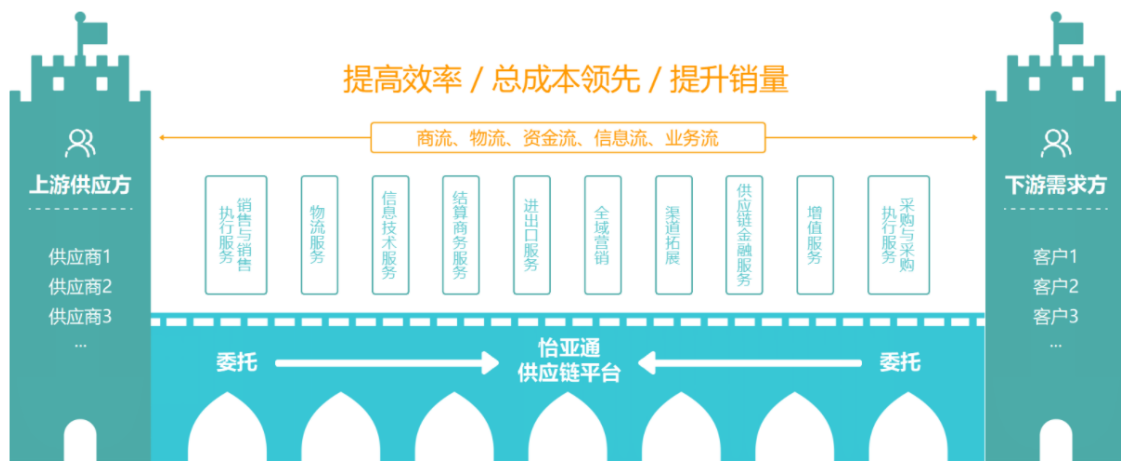 提高效率 / 总成本领先 / 提升销量
商流、物流、资金流、信息流、业务流
上游供应方
供应商1
供应商2
供应商3
...
销售与销售
执行服务
物流服务
信息技术服务
结算商务服务
进出口服务
全域营销
渠道拓展
供应链金融服务
增值服务
采购与采购
执行服务
下游需求方
客户1
客户2
客户3
...
委托
怡亚通
供应链平台
委托